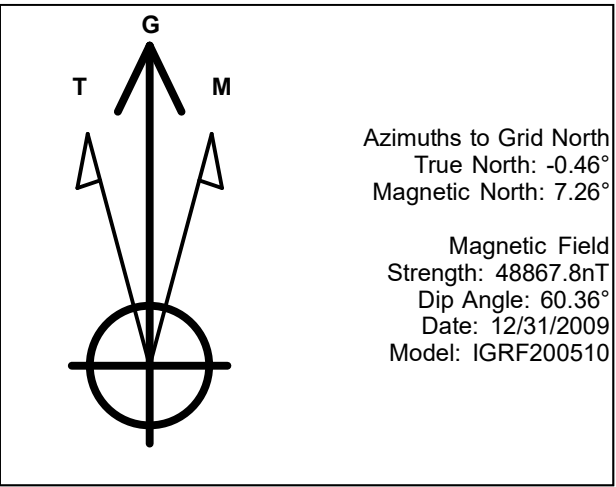 G
T
M
Azimuths to Grid North
True North: -0.46°
Magnetic North: 7.26°
Magnetic Field
Strength: 48867.8nT
Dip Angle: 60.36°
Date: 12/31/2009
Model: IGRF200510